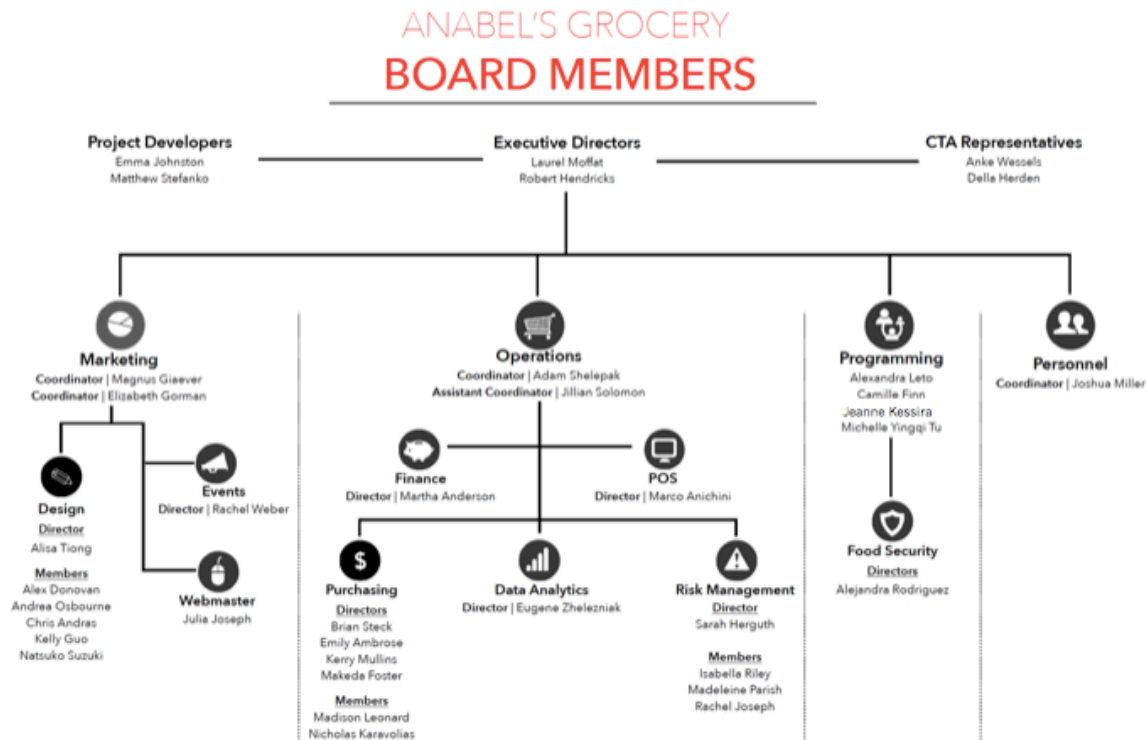 ANABEL'S GROCERY
BOARD MEMBERS
Project Developers
Emma Johnston
Matthew Stefanko
Executive Directors
Laurel Moffat
Robert Hendricks
CTA Representatives
Anke Wessels
Della Herden
Marketing
Coordinator | Magnus Giaever
Coordinator | Elizabeth Gorman
Design
Director
Alisa Tiong
Members
Alex Donovan
Andrea Osbourne
Chris Andras
Kelly Guo
Natsuko Suzuki
Events
Director | Rachel Weber
Webmaster
Julia Joseph
Operations
Coordinator | Adam Shelepak
Assistant Coordinator | Jillian Solomon
Finance
Director | Martha Anderson
POS
Director | Marco Anichini
$
Purchasing
Directors
Brian Steck
Emily Ambrose
Kerry Mullins
Makeda Foster
Members
Madison Leonard
Nicholas Karavolias
Data Analytics
Director | Eugene Zhelezniak
Risk Management
Director
Sarah Herguth
Members
Isabella Riley
Madeleine Parish
Rachel Joseph
Programming
Alexandra Leto
Camille Finn
Jeanne Kessira
Michelle Yingqi Tu
Food Security
Directors
Alejandra Rodriguez
Personnel
Coordinator | Joshua Miller